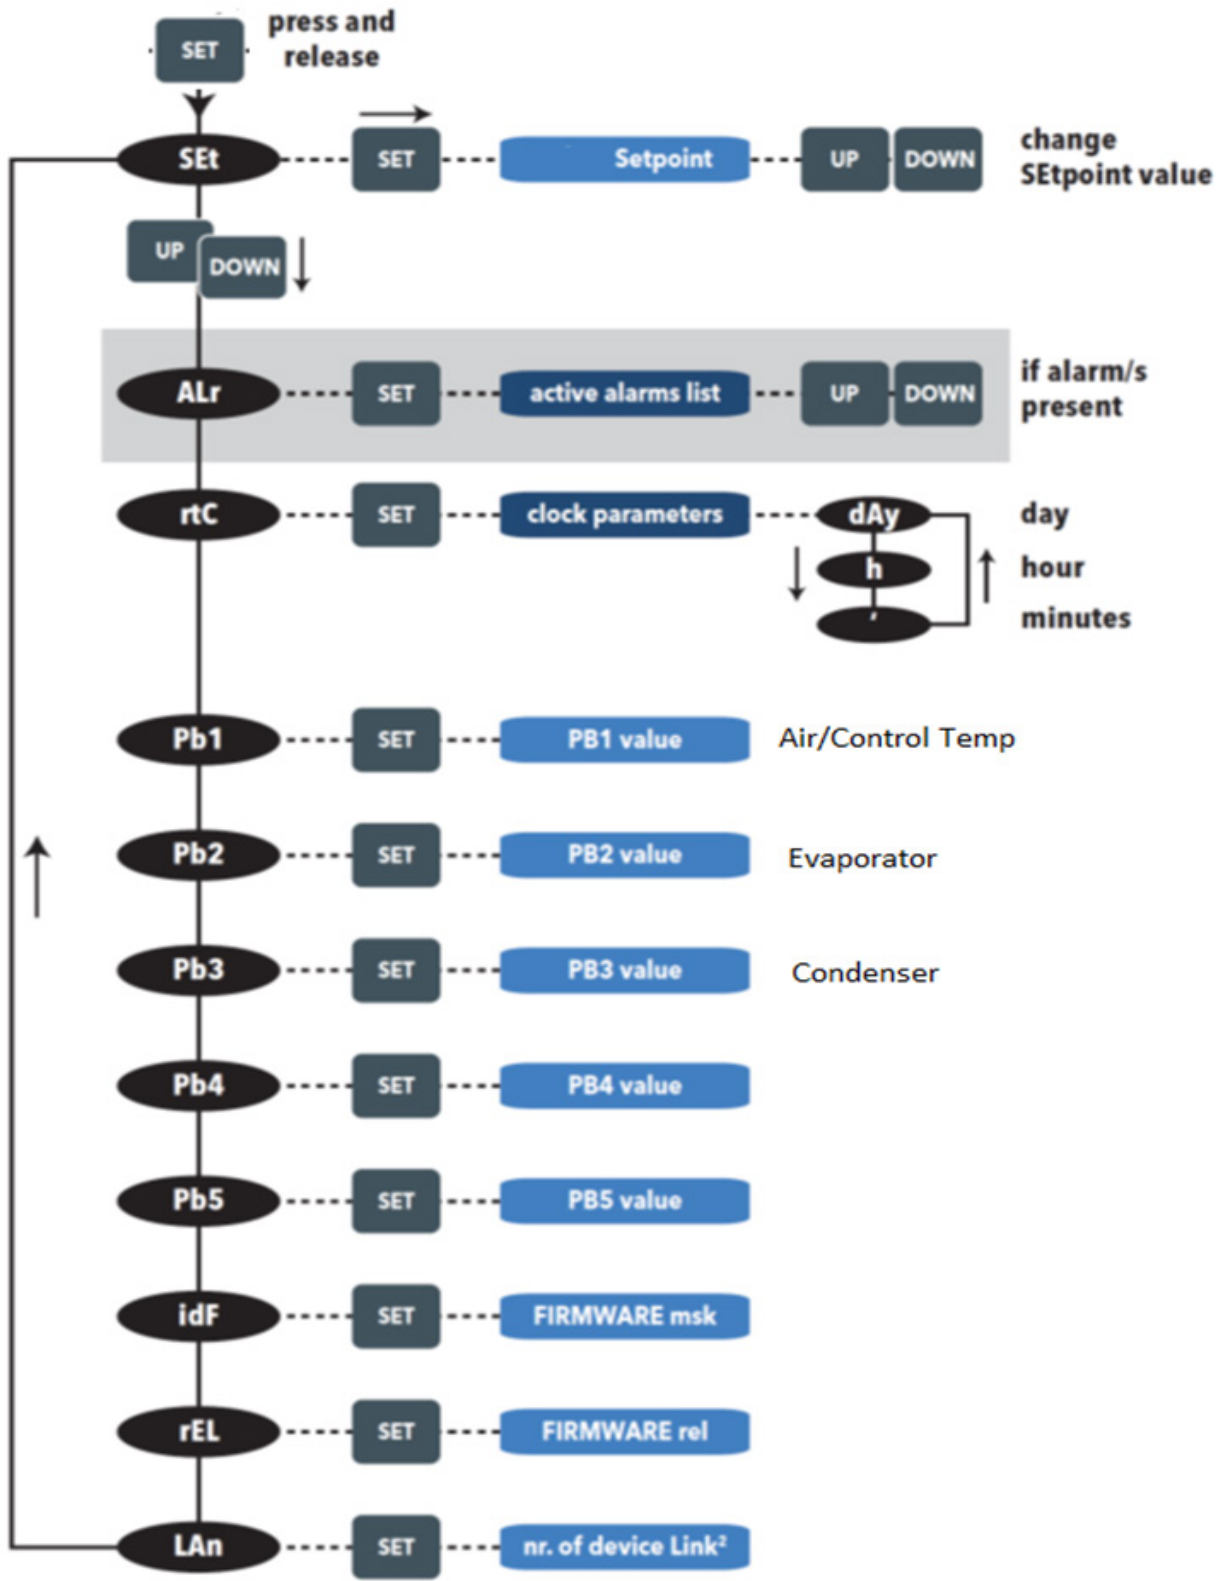 SET press and
release
SEt SET Setpoint UP DOWN change
SEtpoint value
UP
DOWN
ALr SET active alarms list UP DOWN if alarm/s
present
rtC SET clock parameters dAy day
h hour
' minutes
Pb1 SET PB1 value Air/Control Temp
Pb2 SET PB2 value Evaporator
Pb3 SET PB3 value Condenser
Pb4 SET PB4 value
Pb5 SET PB5 value
idF SET FIRMWARE msk
rEL SET FIRMWARE rel
LAn SET nr. of device Link²